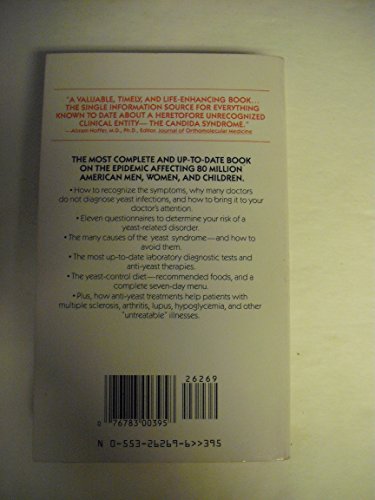 "A VALUABLE, TIMELY, AND LIFE-ENHANCING BOOK...
THE SINGLE INFORMATION SOURCE FOR EVERYTHING
KNOWN TO DATE ABOUT A HERETOFORE UNRECOGNIZED
CLINICAL ENTITY—THE CANDIDA SYNDROME."
—Abram Hoffer, M.D., Ph.D., Editor, Journal of Orthomolecular Medicine
THE MOST COMPLETE AND UP-TO-DATE BOOK
ON THE EPIDEMIC AFFECTING 80 MILLION
AMERICAN MEN, WOMEN, AND CHILDREN.
•How to recognize the symptoms, why many doctors
do not diagnose yeast infections, and how to bring it to
your doctor's attention.
•Eleven questionnaires to determine your risk of a
yeast-related disorder.
•The many causes of the yeast syndrome—and how to
avoid them.
•The most up-to-date laboratory diagnostic tests and
anti-yeast therapies.
•The yeast-control diet—recommended foods, and a
complete seven-day menu.
•Plus, how anti-yeast treatments help patients with
multiple sclerosis, arthritis, lupus, hypoglycemia, and other
"untreatable" illnesses.
26269
0 76783 00395
N 0-553-26269-6>>395